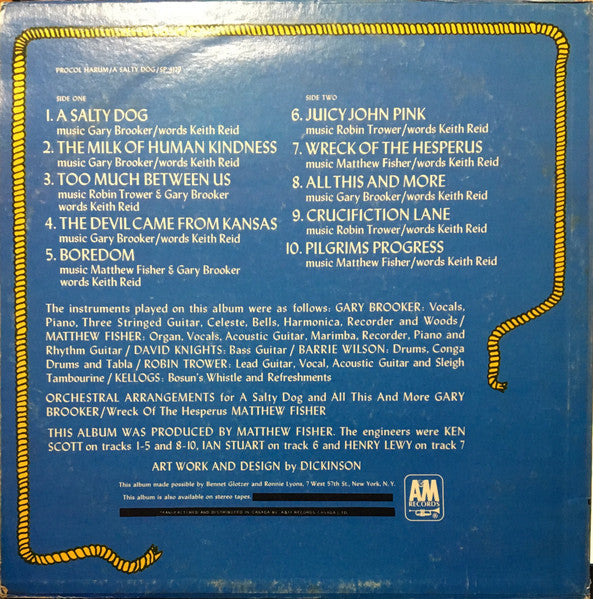 PROCOL HARUM/A SALTY DOG/SP 4179
SIDE ONE
1. A SALTY DOG
music Gary Brooker/words Keith Reid
2. THE MILK OF HUMAN KINDNESS
music Gary Brooker/words Keith Reid
3. TOO MUCH BETWEEN US
music Robin Trower & Gary Brooker
words Keith Reid
4. THE DEVIL CAME FROM KANSAS
music Gary Brooker/words Keith Reid
5. BOREDOM
music Matthew Fisher & Gary Brooker
words Keith Reid
SIDE TWO
6. JUICY JOHN PINK
music Robin Trower/words Keith Reid
7. WRECK OF THE HESPERUS
music Matthew Fisher/words Keith Reid
8. ALL THIS AND MORE
music Gary Brooker/words Keith Reid
9. CRUCIFICTION LANE
music Robin Trower/words Keith Reid
10. PILGRIMS PROGRESS
music Matthew Fisher/words Keith Reid
The instruments played on this album were as follows: GARY BROOKER: Vocals,
Piano, Three Stringed Guitar, Celeste, Bells, Harmonica, Recorder and Woods/
MATTHEW FISHER: Organ, Vocals, Acoustic Guitar, Marimba, Recorder, Piano and
Rhythm Guitar / DAVID KNIGHTS: Bass Guitar / BARRIE WILSON: Drums, Conga
Drums and Tabla / ROBIN TROWER: Lead Guitar, Vocal, Acoustic Guitar and Sleigh
Tambourine / KELLOGS: Bosun's Whistle and Refreshments
ORCHESTRAL ARRANGEMENTS for A Salty Dog and All This And More GARY
BROOKER/Wreck Of The Hesperus MATTHEW FISHER
THIS ALBUM WAS PRODUCED BY MATTHEW FISHER. The engineers were KEN
SCOTT on tracks 1-5 and 8-10, IAN STUART on track 6 and HENRY LEWY on track 7
ART WORK AND DESIGN by DICKINSON
This album made possible by Bennet Glotzer and Ronnie Lyons, 7 West 57th St., New York, N.Y.
This album is also available on stereo tapes.
MANUFACTURED AND DISTRIBUTED IN CANADA BY A&M RECORDS CANADA LTD.
A&M
RECORDS